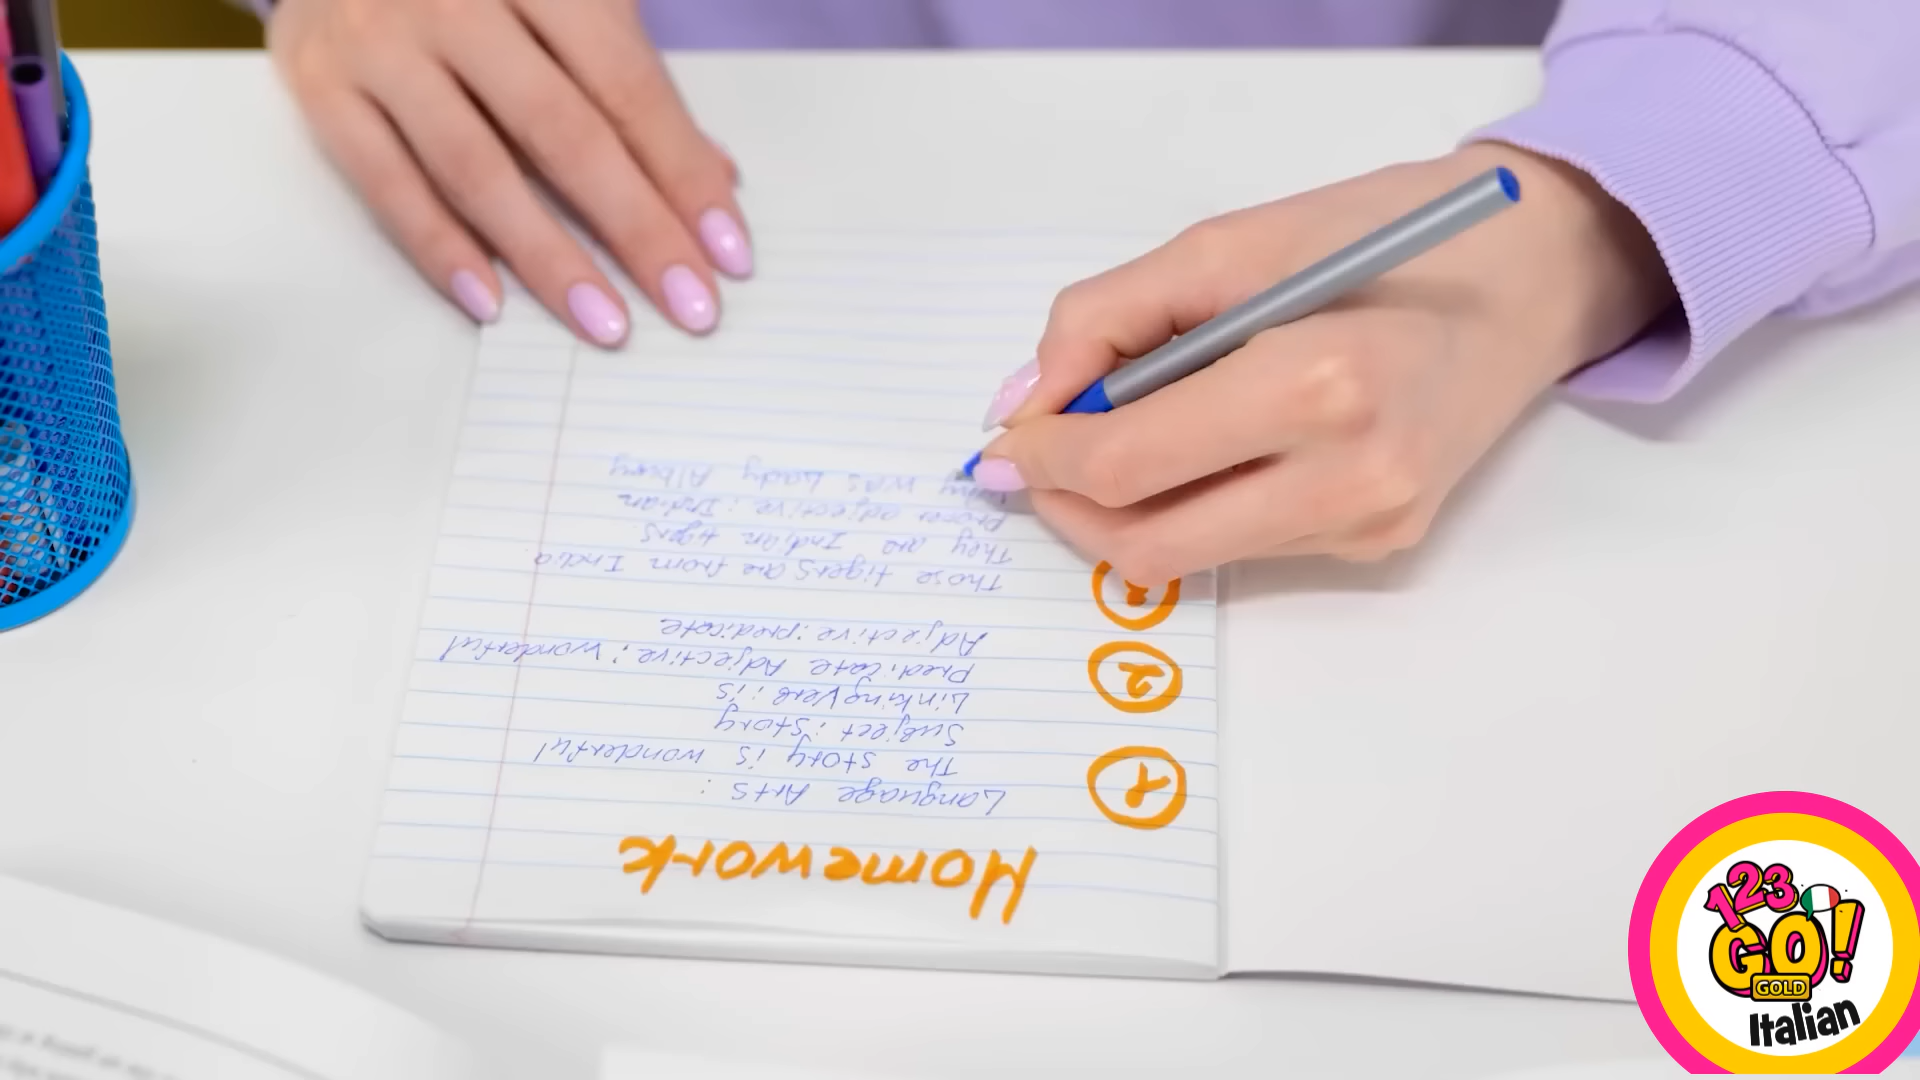 Homework
1
Language Arts:
The story is wonderful
Subject: story
Linking Verb: is
2
Predicate Adjective: wonderful
Adjective: predicate
Those tigers are from India
They are Indian tigers
Proper adjective: Indian
was Lady Albury
123
GO!
GOLD
Italian